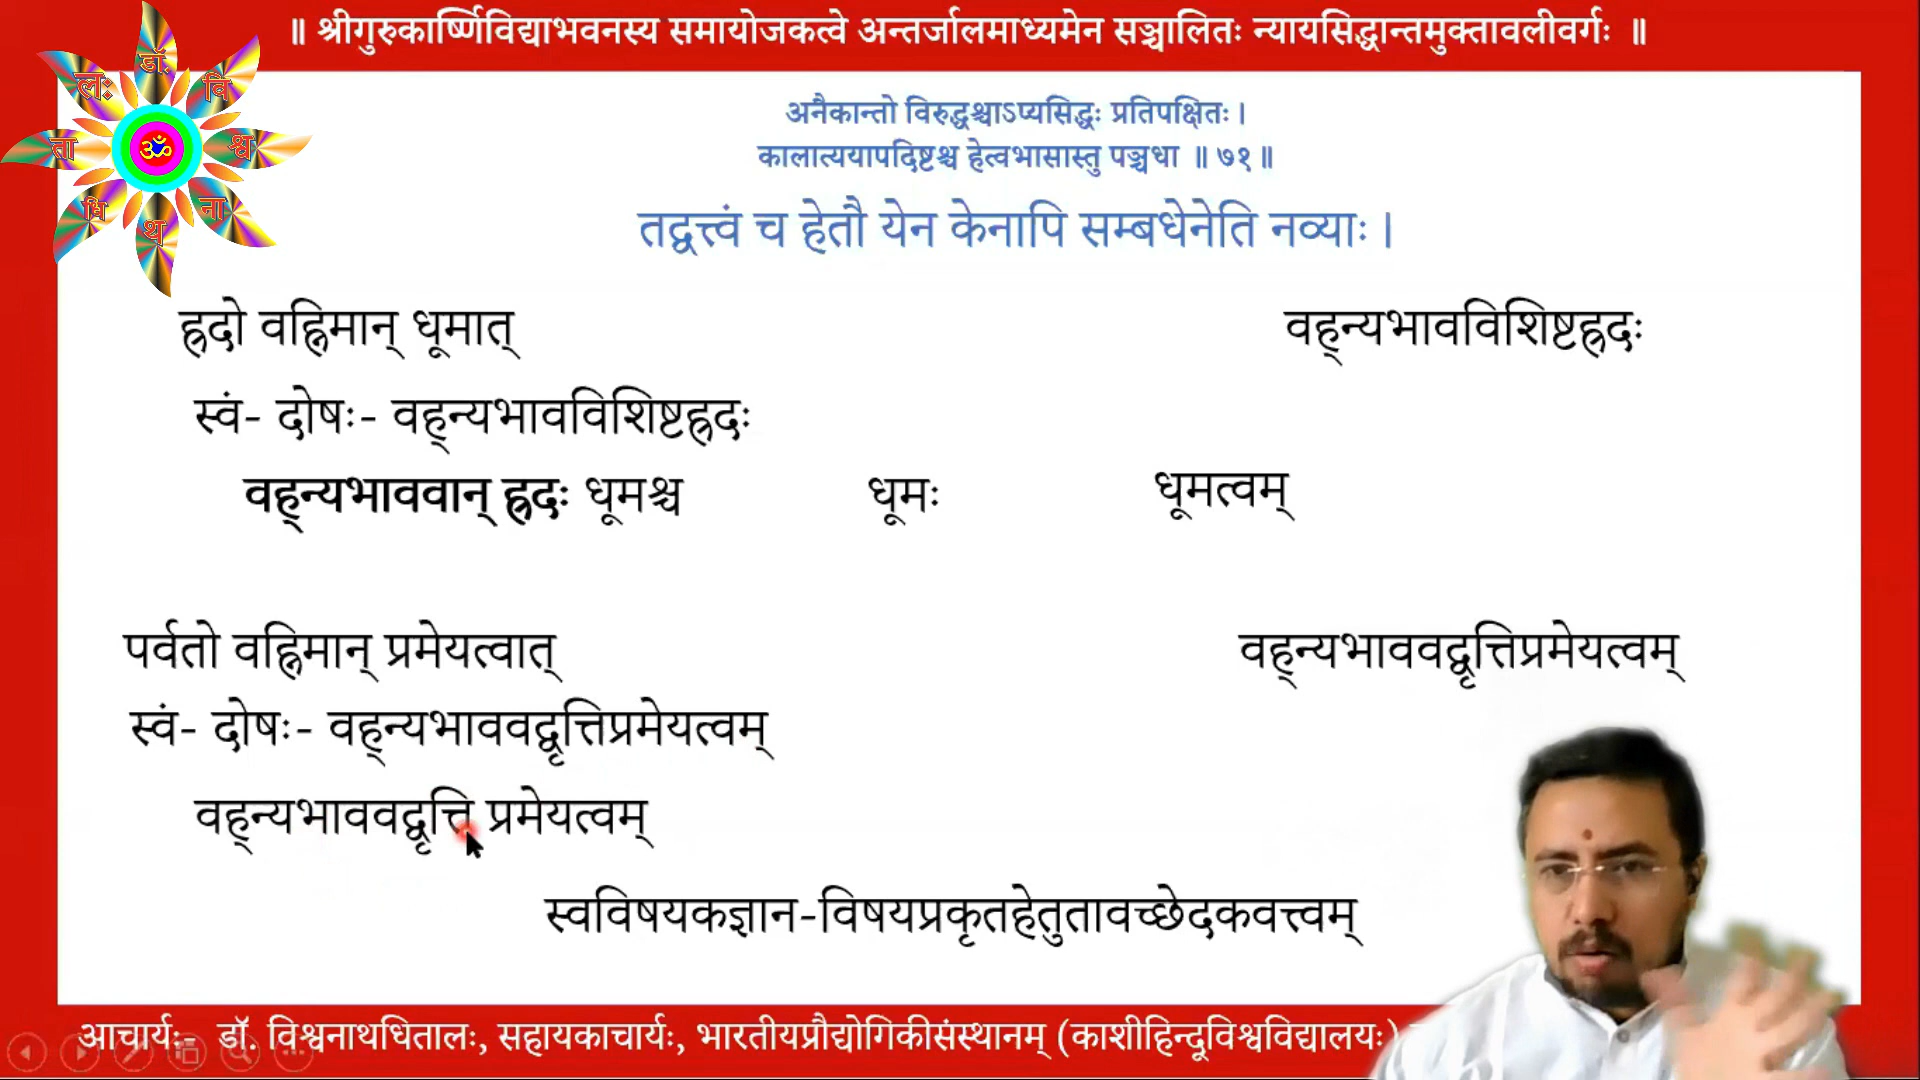 ॥ श्रीगुरुकार्ष्णिविद्याभवनस्य समायोजकत्वे अन्तर्जालमाध्यमेन सञ्चालितः न्यायसिद्धान्तमुक्तावलीवर्गः ॥
डॉ. वि श्व ना थ धि ता लः
ॐ
अनैकान्तो विरुद्धश्चाऽप्यसिद्धः प्रतिपक्षितः ।
कालात्ययापदिष्टश्च हेत्वभासास्तु पञ्चधा ॥ ७१॥
तद्वत्त्वं च हेतौ येन केनापि सम्बधेनेति नव्याः ।
ह्रदो वह्निमान् धूमात्
वह्न्यभावविशिष्टह्रदः
स्वं- दोषः- वह्न्यभावविशिष्टह्रदः
वह्न्यभाववान् ह्रदः धूमश्च धूमः धूमत्वम्
पर्वतो वह्निमान् प्रमेयत्वात्
वह्न्यभाववद्वृत्तिप्रमेयत्वम्
स्वं- दोषः- वह्न्यभाववद्वृत्तिप्रमेयत्वम्
वह्न्यभाववद्वृत्ति प्रमेयत्वम्
स्वविषयकज्ञान-विषयप्रकृतहेतुतावच्छेदकवत्त्वम्
आचार्यः- डॉ. विश्वनाथधितालः, सहायकाचार्यः, भारतीयप्रौद्योगिकीसंस्थानम् (काशीहिन्दूविश्वविद्यालयः)